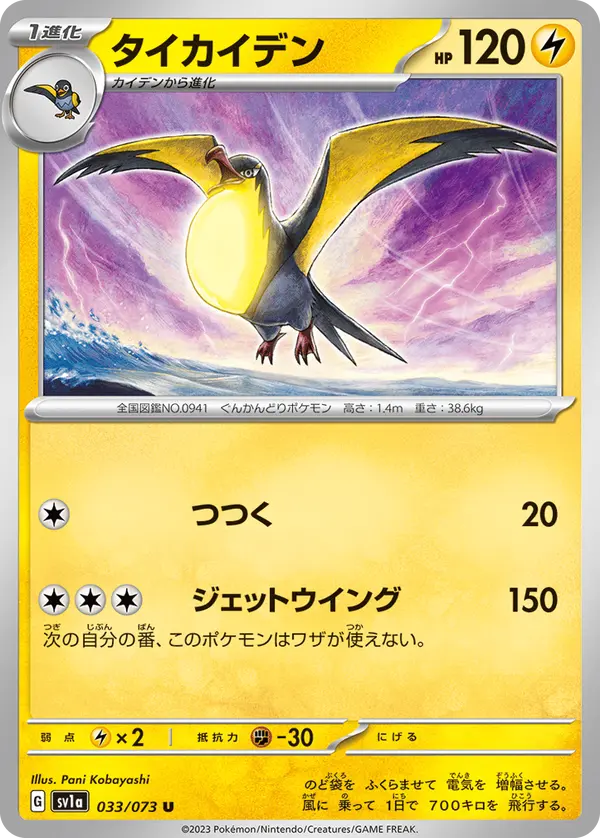 1進化
タイカイデン
HP 120
カイデンから進化
全国図鑑NO.0941 ぐんかんどりポケモン 高さ:1.4m 重さ:38.6kg
つつく 20
ジェットウイング 150
次の自分の番、このポケモンはワザが使えない。
弱点 ×2 抵抗力 -30 にげる
Illus. Pani Kobayashi
のど袋を ふくらませて 電気を 増幅させる。
風に 乗って 1日で 700キロを 飛行する。
G sv1a 033/073 U
©2023 Pokémon/Nintendo/Creatures/GAME FREAK.